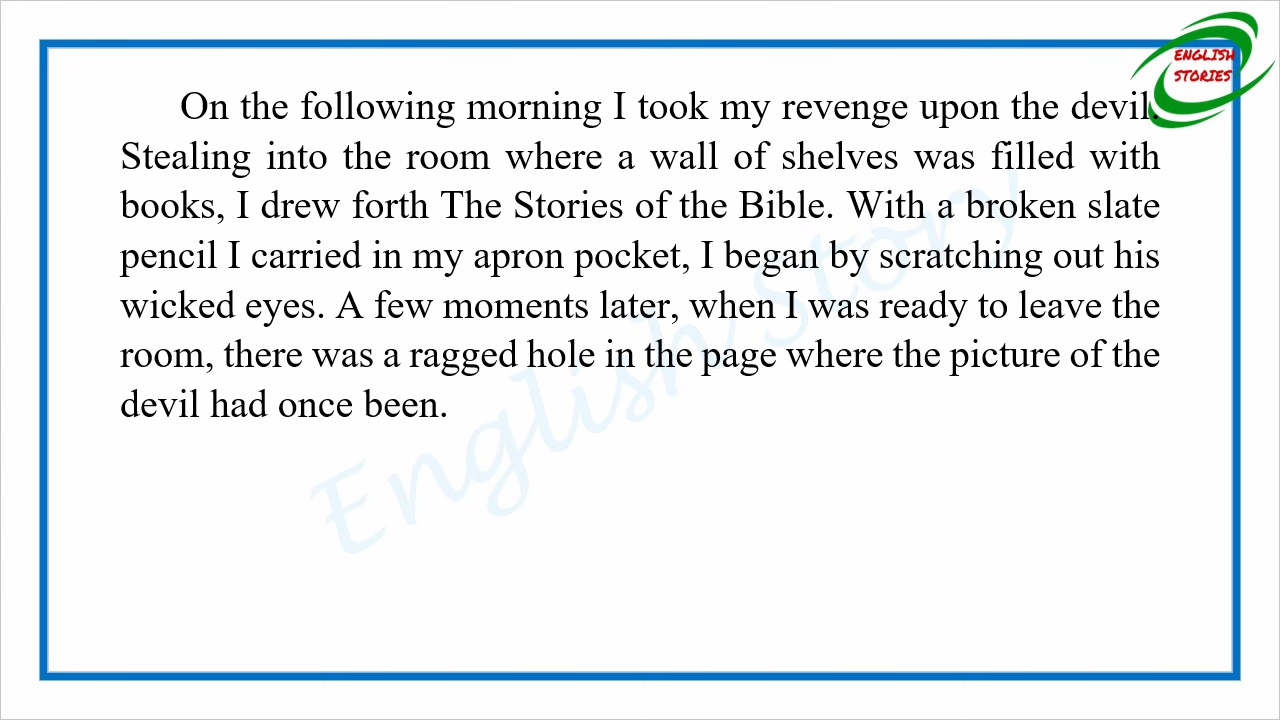 ENGLISH
STORIES
On the following morning I took my revenge upon the devil.
Stealing into the room where a wall of shelves was filled with
books, I drew forth The Stories of the Bible. With a broken slate
pencil I carried in my apron pocket, I began by scratching out his
wicked eyes. A few moments later, when I was ready to leave the
room, there was a ragged hole in the page where the picture of the
devil had once been.
English Story